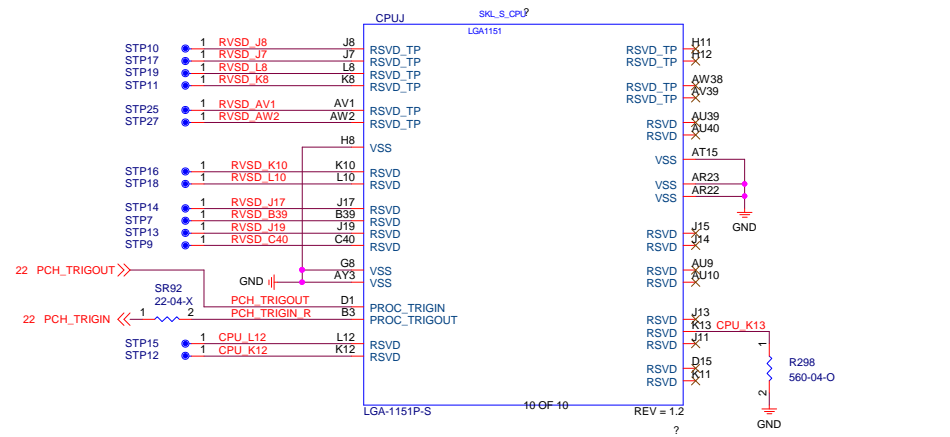 CPUJ SKL_S_CPU ?
LGA1151
STP10 1 RVSD_J8 J8 RSVD_TP RSVD_TP H11
STP17 1 RVSD_J7 J7 RSVD_TP RSVD_TP H12
STP19 1 RVSD_L8 L8 RSVD_TP
STP11 1 RVSD_K8 K8 RSVD_TP RSVD_TP AW38
RSVD_TP AV39
STP25 1 RVSD_AV1 AV1 RSVD_TP
STP27 1 RVSD_AW2 AW2 RSVD_TP RSVD AU39
RSVD AU40
H8 VSS
VSS AT15
STP16 1 RVSD_K10 K10 RSVD
STP18 1 RVSD_L10 L10 RSVD VSS AR23
VSS AR22
STP14 1 RVSD_J17 J17 RSVD
STP7 1 RVSD_B39 B39 RSVD GND
STP13 1 RVSD_J19 J19 RSVD RSVD J15
STP9 1 RVSD_C40 C40 RSVD RSVD J14
22 PCH_TRIGOUT G8 VSS RSVD AU9
GND AY3 VSS RSVD AU10
SR92
22-04-X PCH_TRIGOUT D1 PROC_TRIGIN
22 PCH_TRIGIN 1 2 PCH_TRIGIN_R B3 PROC_TRIGOUT RSVD J13
RSVD K13 CPU_K13
STP15 1 CPU_L12 L12 RSVD RSVD J11 1
STP12 1 CPU_K12 K12 RSVD
RSVD D15 R298
RSVD K11 560-04-O
2
LGA-1151P-S 10 OF 10 REV = 1.2
GND
?